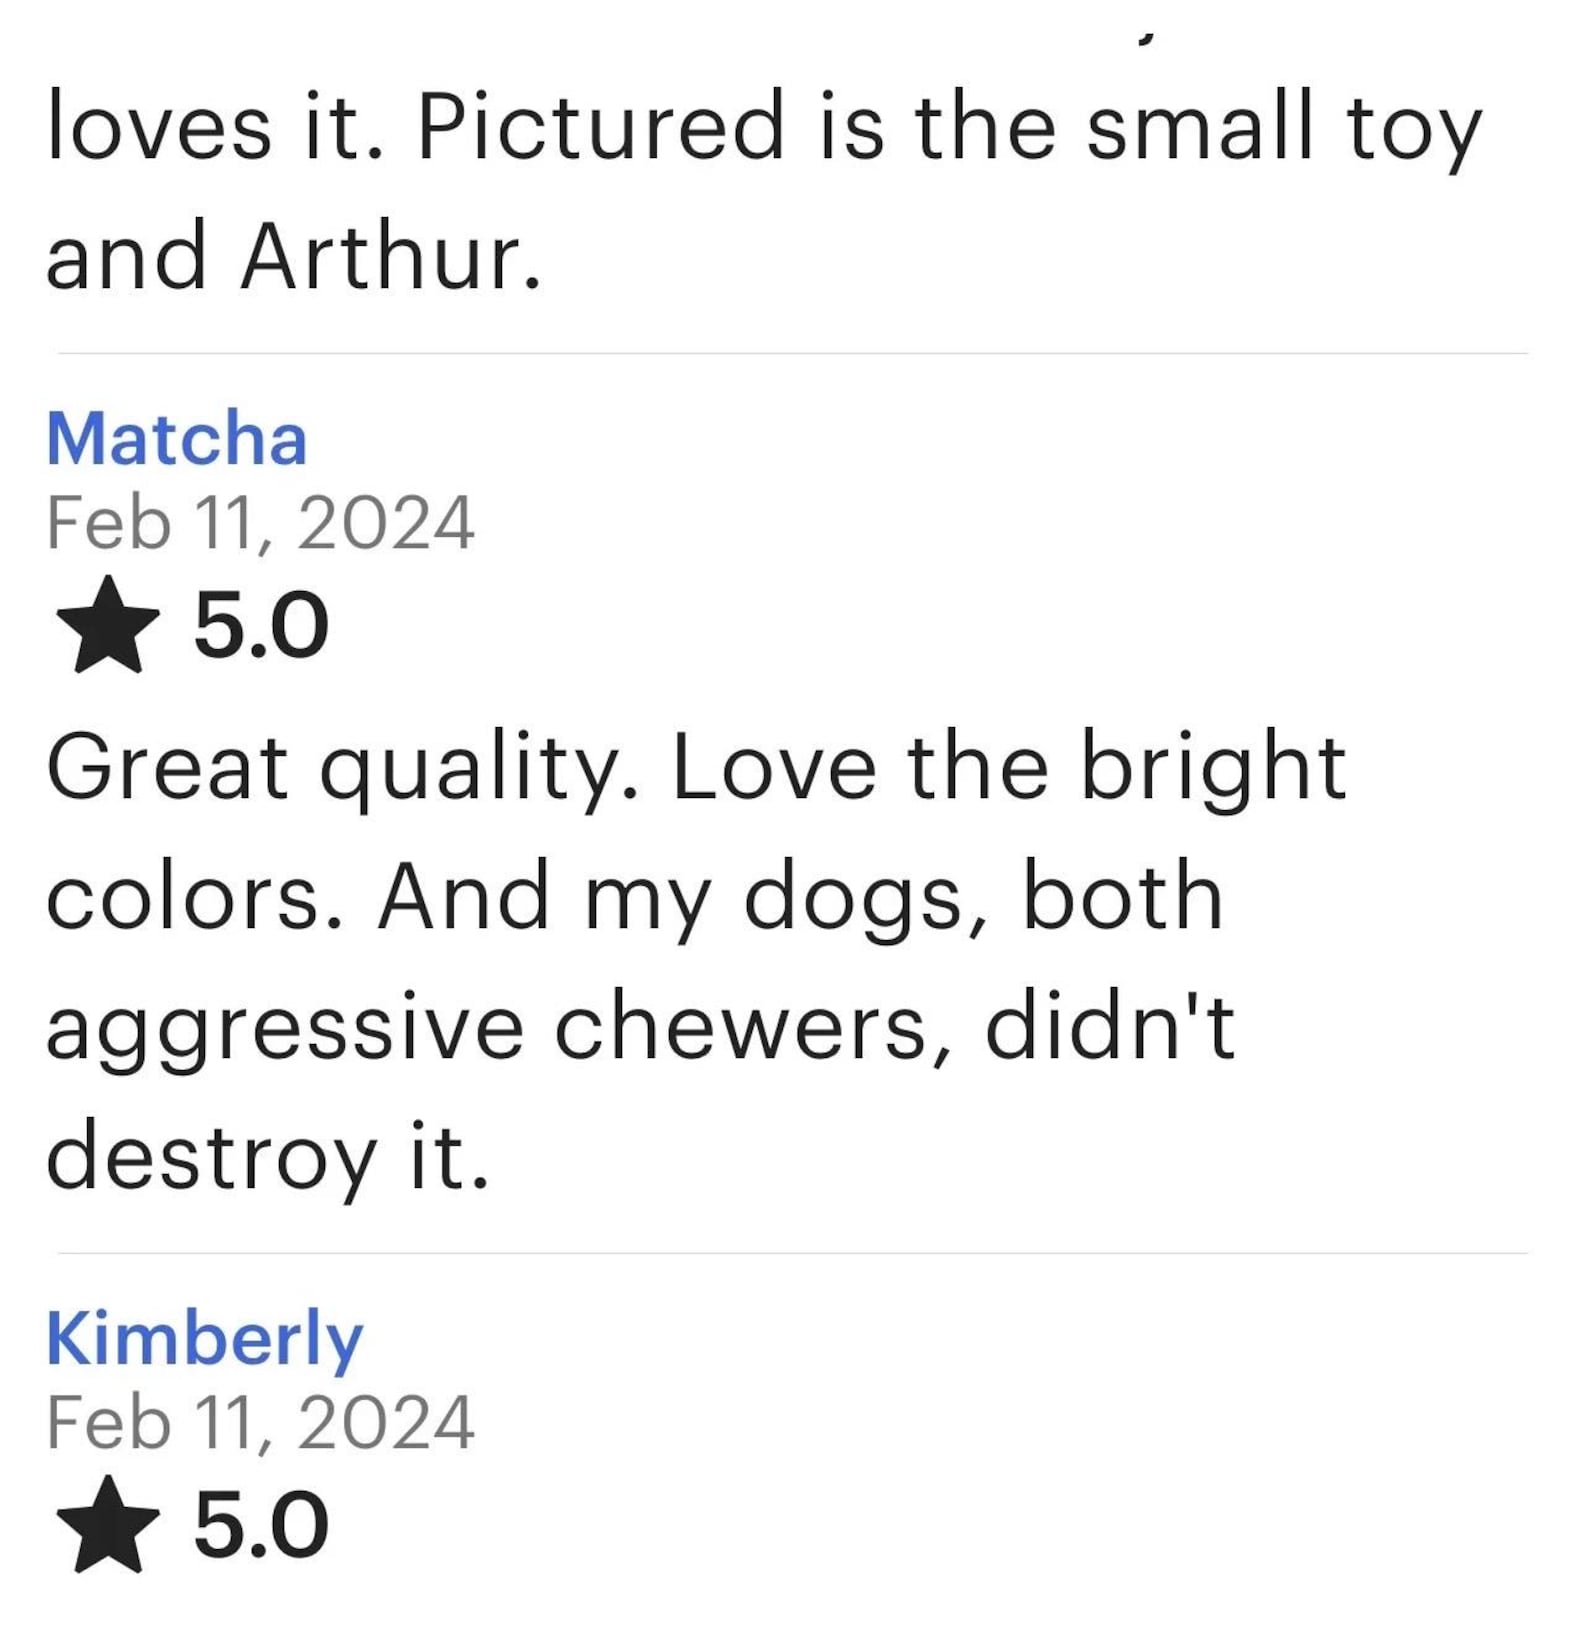 loves it. Pictured is the small toy
and Arthur.
Matcha
Feb 11, 2024
★ 5.0
Great quality. Love the bright
colors. And my dogs, both
aggressive chewers, didn't
destroy it.
Kimberly
Feb 11, 2024
★ 5.0